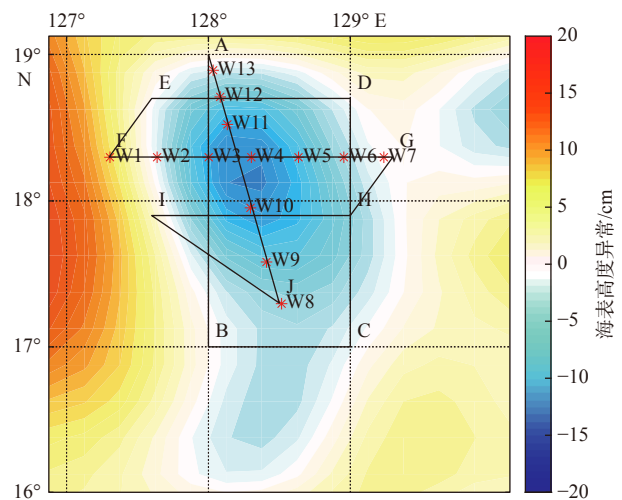 127° 128° 129° E
19°
N
18°
17°
16°
A
W13
E D
W12
W11
F G
W1 W2 W3 W4 W5 W6 W7
I H
W10
W9
J
W8
B C
20
15
10
5
0
−5
−10
−15
−20
海表高度异常/cm